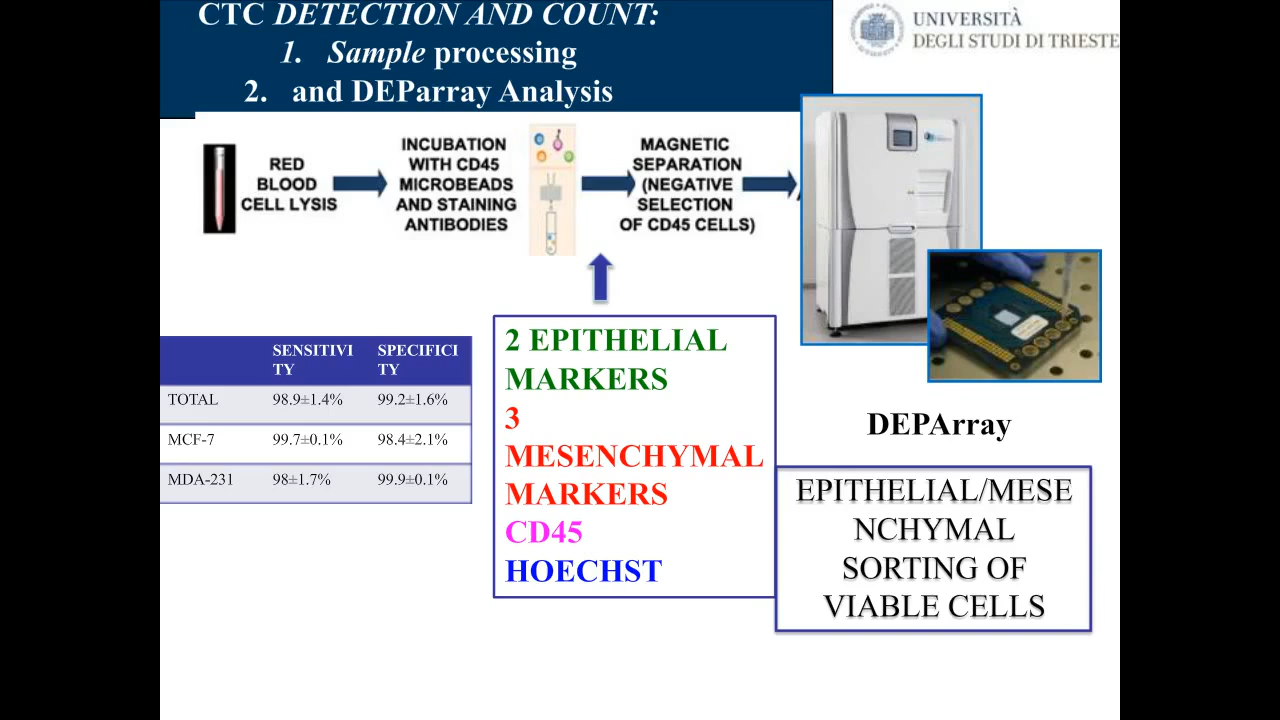 CTC DETECTION AND COUNT:
1. Sample processing
2. and DEParray Analysis
UNIVERSITÀ
DEGLI STUDI DI TRIESTE
RED
BLOOD
CELL LYSIS
INCUBATION
WITH CD45
MICROBEADS
AND STAINING
ANTIBODIES
MAGNETIC
SEPARATION
(NEGATIVE
SELECTION
OF CD45 CELLS)
SENSITIVI
TY
SPECIFICI
TY
TOTAL 98.9±1.4% 99.2±1.6%
MCF-7 99.7±0.1% 98.4±2.1%
MDA-231 98±1.7% 99.9±0.1%
2 EPITHELIAL
MARKERS
3
MESENCHYMAL
MARKERS
CD45
HOECHST
DEPArray
EPITHELIAL/MESE
NCHYMAL
SORTING OF
VIABLE CELLS